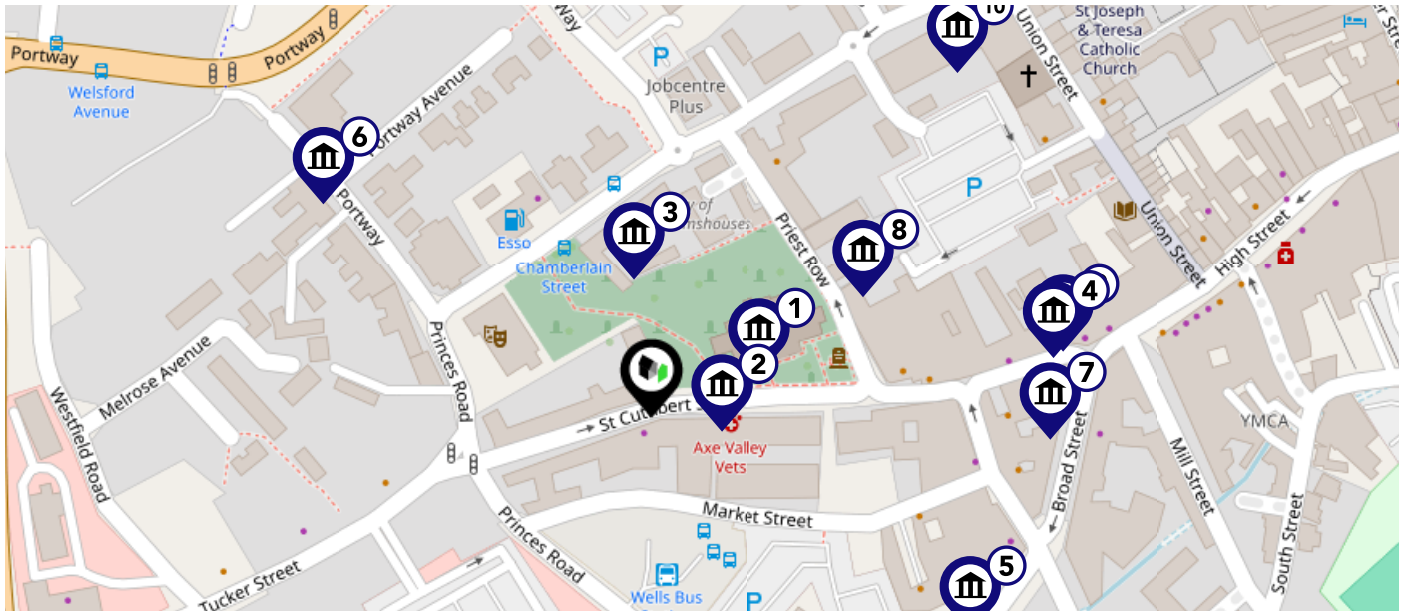 10
Portway
Portway
Way
Union Street
St Joseph
& Teresa
Catholic
Church
P
Jobcentre
Plus
Welsford
Avenue
Portway Avenue
6
Portway
3
Esso
Chamberlain
Street
Priest Row
8
P
Union Street
High Street
1
4
2
7
Princes Road
Melrose Avenue
Westfield Road
Axe Valley
Vets
YMCA
Broad Street
Mill Street
South Street
Market Street
Princes Road
5
Tucker Street
Wells Bus
P